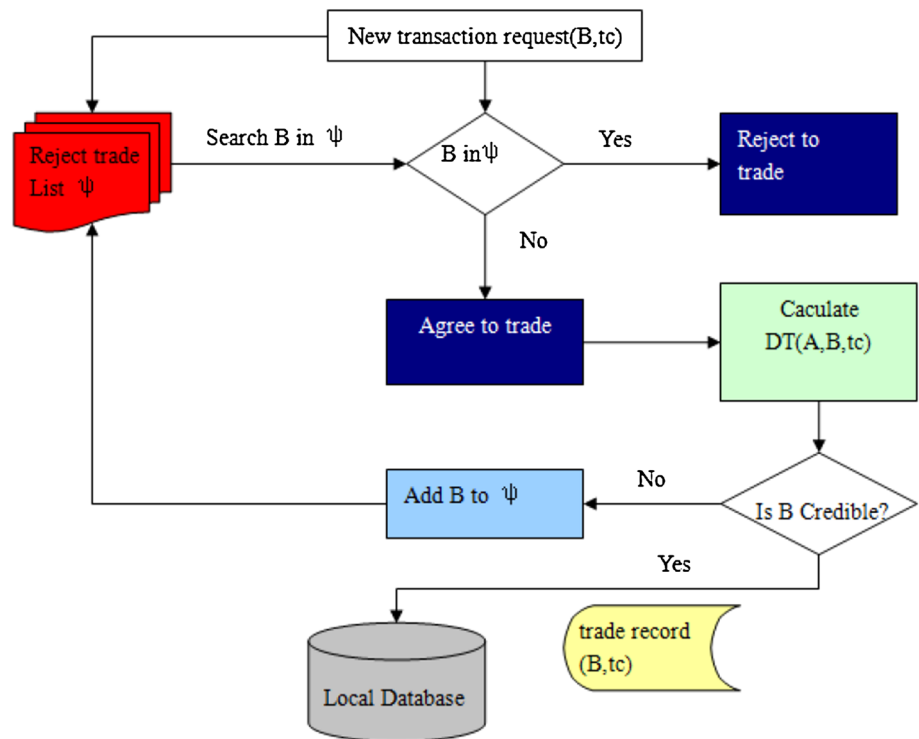 New transaction request(B,tc)
Reject trade
List ψ
Search B in ψ
B inψ
Yes
Reject to
trade
No
Agree to trade
Caculate
DT(A,B,tc)
Add B to ψ
No
Is B Credible?
Yes
trade record
(B,tc)
Local Database